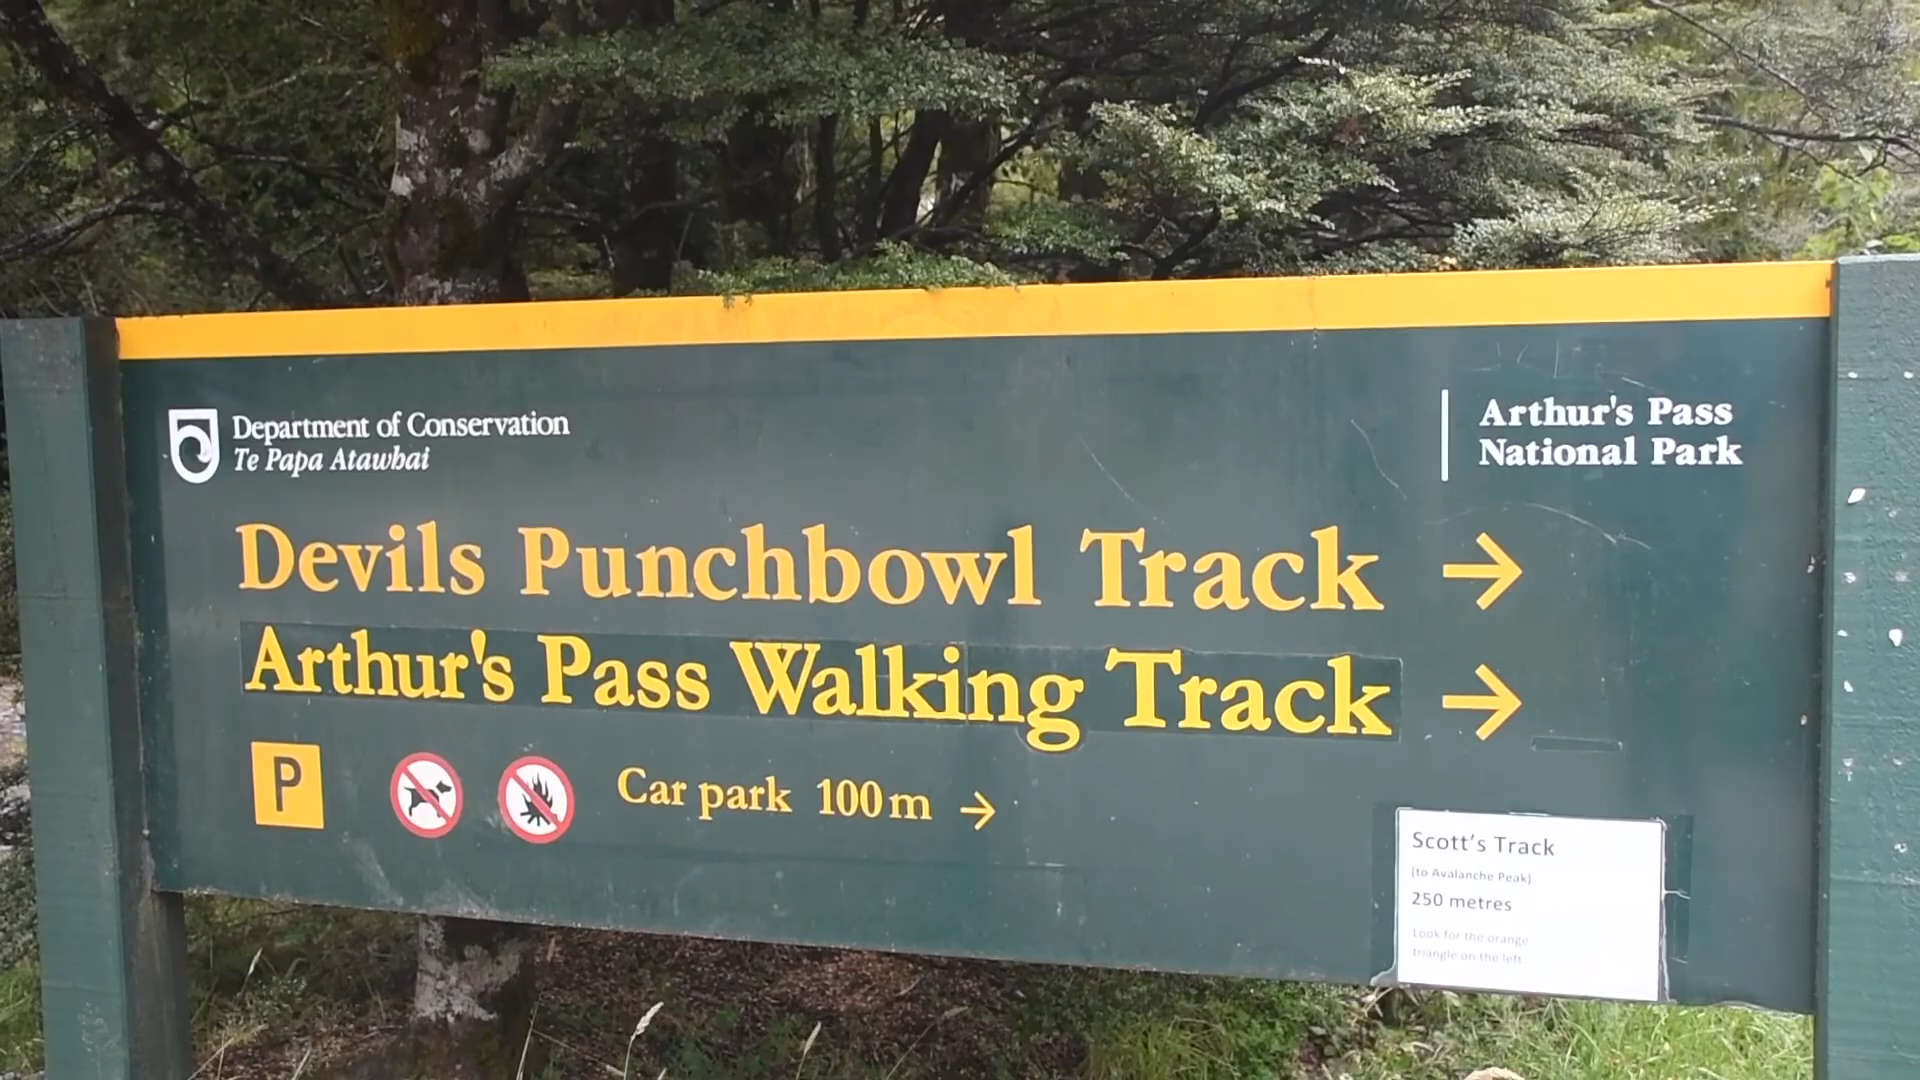 Department of Conservation
Te Papa Atawhai
Arthur's Pass
National Park
Devils Punchbowl Track →
Arthur's Pass Walking Track →
P
Car park 100 m →
Scott's Track
(to Avalanche Peak)
250 metres
Look for the orange
triangle on the left